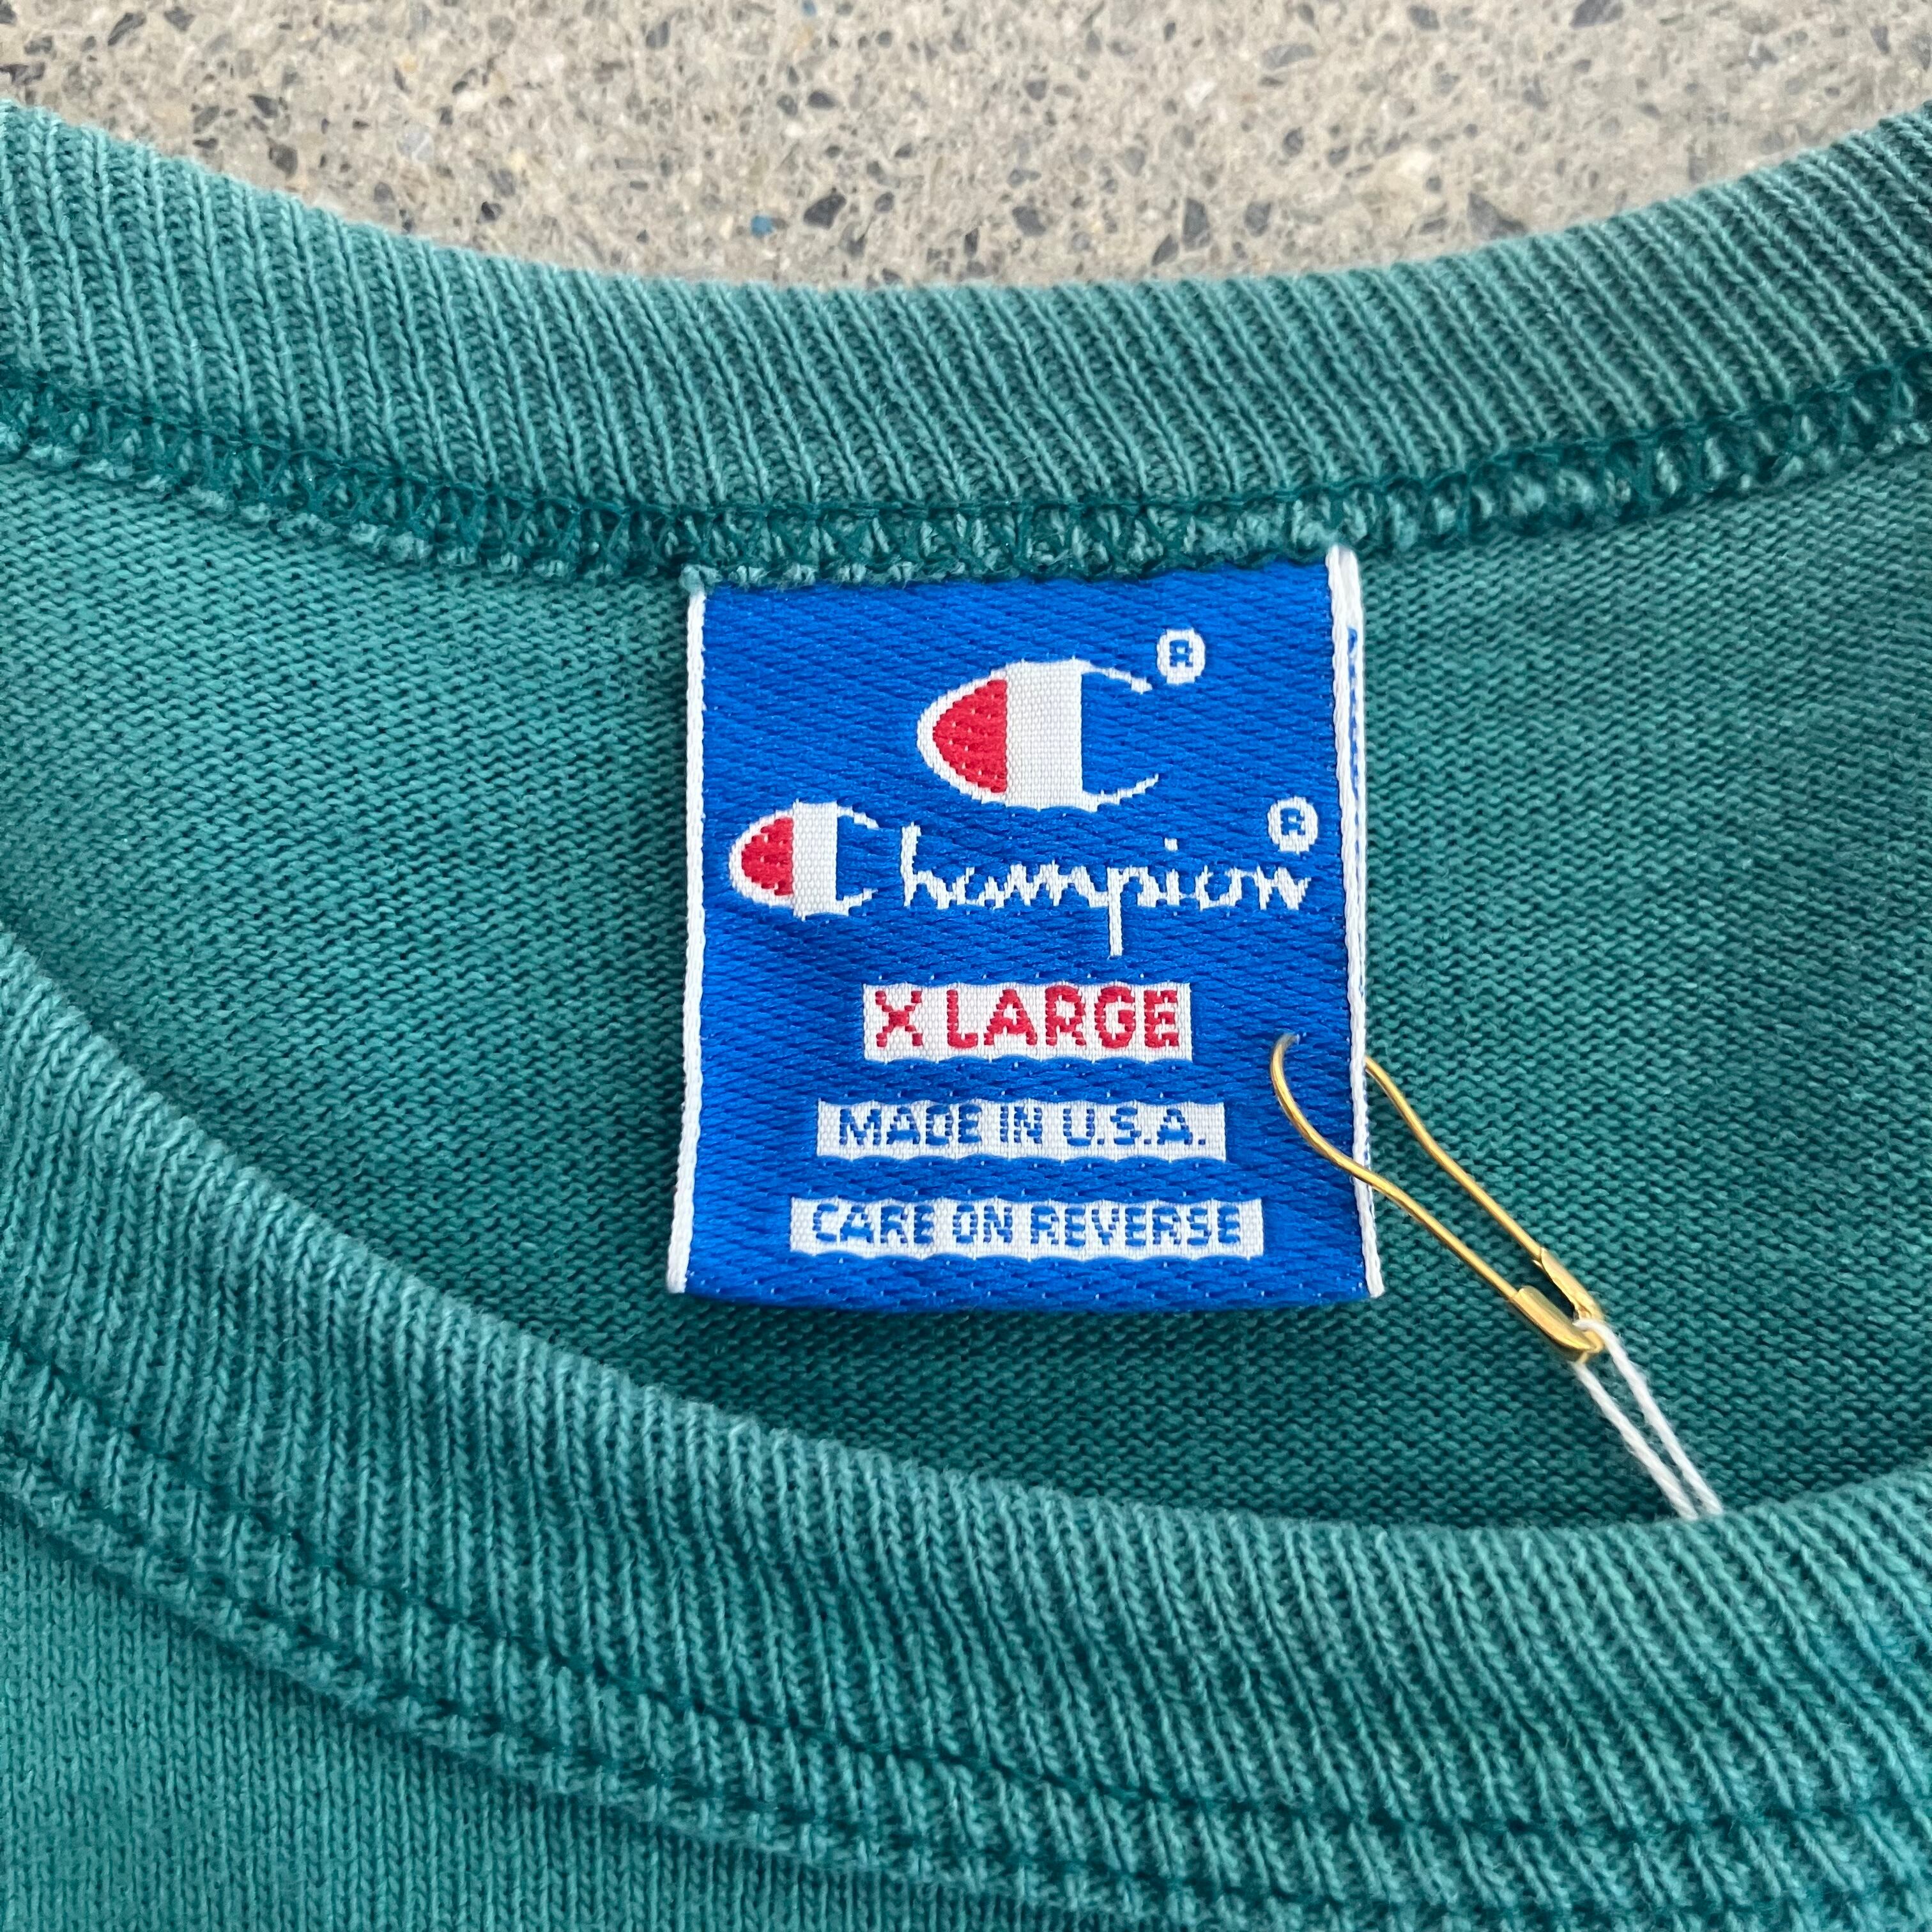 C®
Champion®
X LARGE
MADE IN U.S.A.
CARE ON REVERSE